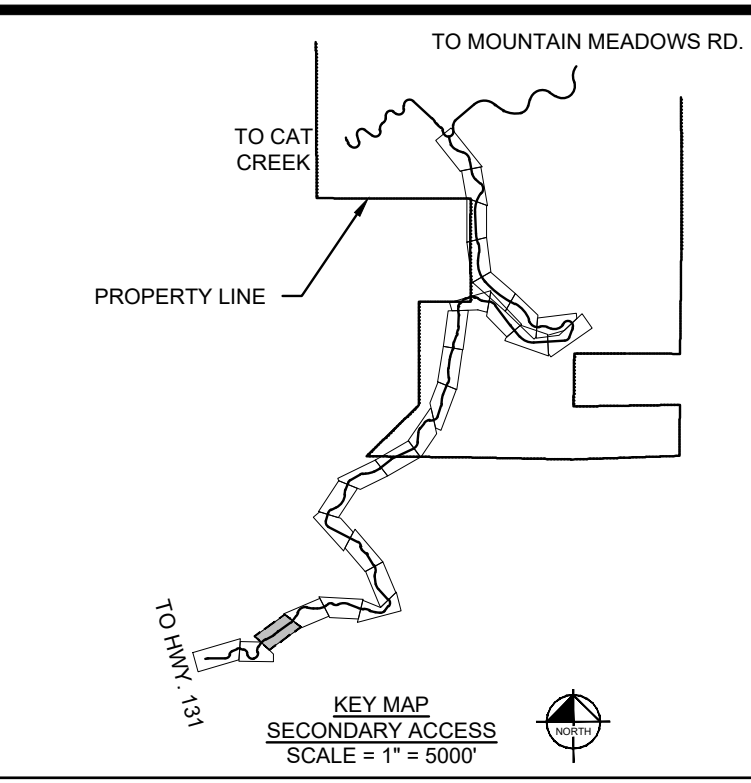 TO MOUNTAIN MEADOWS RD.
TO CAT
CREEK
PROPERTY LINE
TO HWY. 131
KEY MAP
SECONDARY ACCESS
SCALE = 1" = 5000'
NORTH